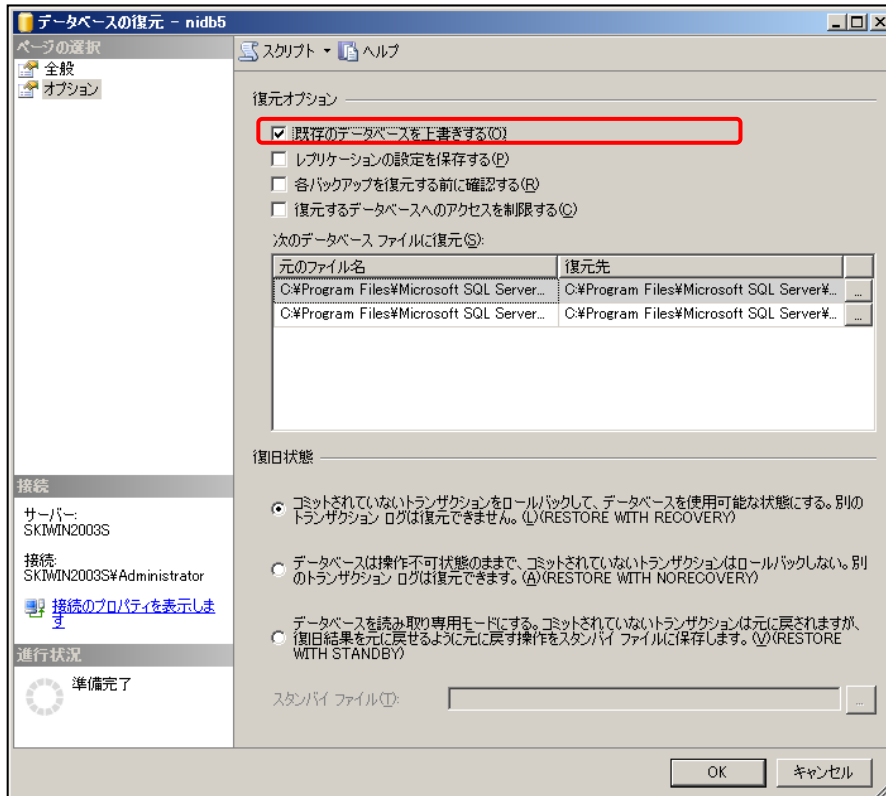 データベースの復元 - nidb5
ページの選択
全般
オプション
スクリプト ヘルプ
復元オプション
既存のデータベースを上書きする(O)
レプリケーションの設定を保存する(P)
各バックアップを復元する前に確認する(R)
復元するデータベースへのアクセスを制限する(C)
次のデータベース ファイルに復元(S):
元のファイル名 復元先
C:¥Program Files¥Microsoft SQL Server... C:¥Program Files¥Microsoft SQL Server¥... ...
C:¥Program Files¥Microsoft SQL Server... C:¥Program Files¥Microsoft SQL Server¥... ...
復旧状態
コミットされていないトランザクションをロールバックして、データベースを使用可能な状態にする。別の
トランザクション ログは復元できません。(L)(RESTORE WITH RECOVERY)
データベースは操作不可状態のままで、コミットされていないトランザクションはロールバックしない。別
のトランザクション ログは復元できます。(A)(RESTORE WITH NORECOVERY)
データベースを読み取り専用モードにする。コミットされていないトランザクションは元に戻されますが、
復旧結果を元に戻せるように元に戻す操作をスタンバイ ファイルに保存します。(V)(RESTORE
WITH STANDBY)
スタンバイ ファイル(T): ...
接続
サーバー:
SKIWIN2003S
接続:
SKIWIN2003S¥Administrator
接続のプロパティを表示しま
す
進行状況
準備完了
OK キャンセル